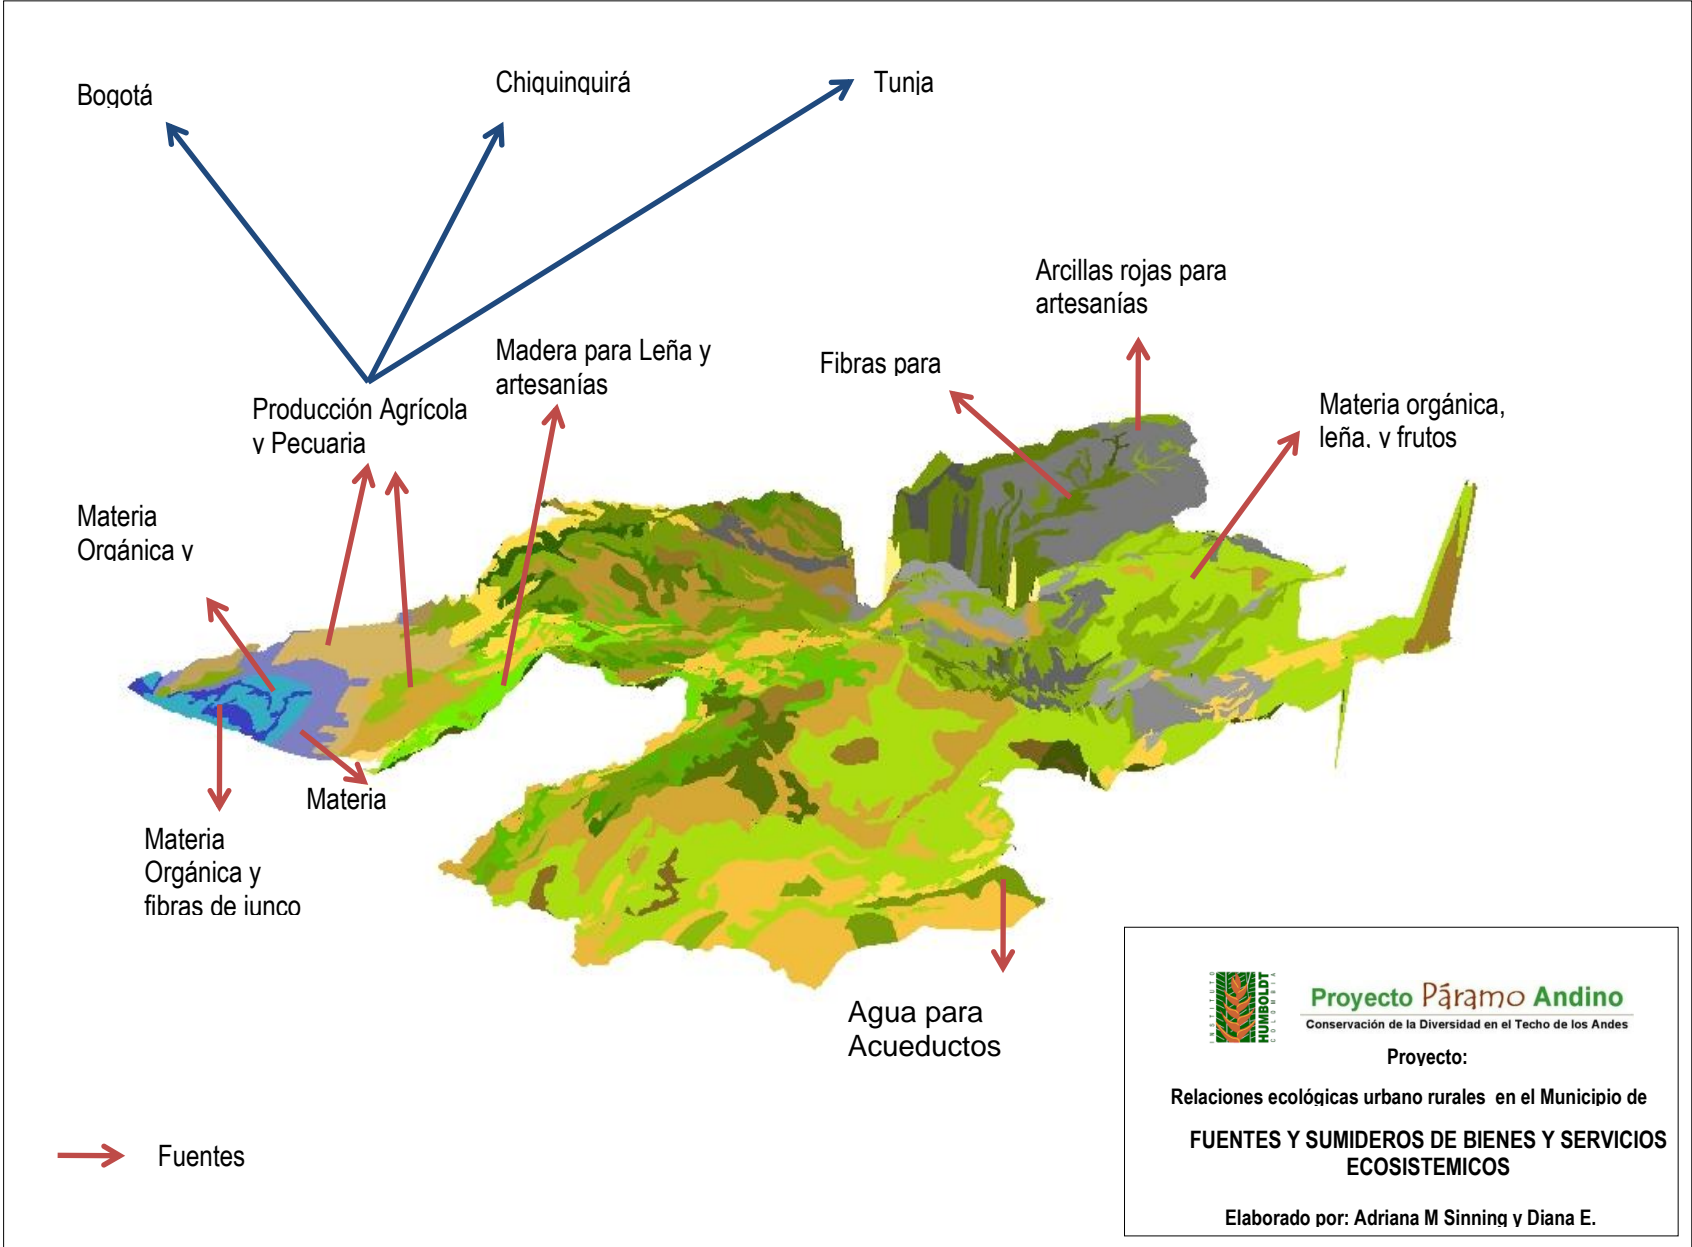 Bogotá
Chiquinquirá
Tunja
Arcillas rojas para
artesanías
Madera para Leña y
artesanías
Fibras para
Producción Agrícola
y Pecuaria
Materia orgánica,
leña, y frutos
Materia
Orgánica y
Materia
Materia
Orgánica y
fibras de junco
Agua para
Acueductos
Fuentes
INSTITUTO
HUMBOLDT
COLOMBIA
Proyecto Páramo Andino
Conservación de la Diversidad en el Techo de los Andes
Proyecto:
Relaciones ecológicas urbano rurales en el Municipio de
FUENTES Y SUMIDEROS DE BIENES Y SERVICIOS
ECOSISTEMICOS
Elaborado por: Adriana M Sinning y Diana E.